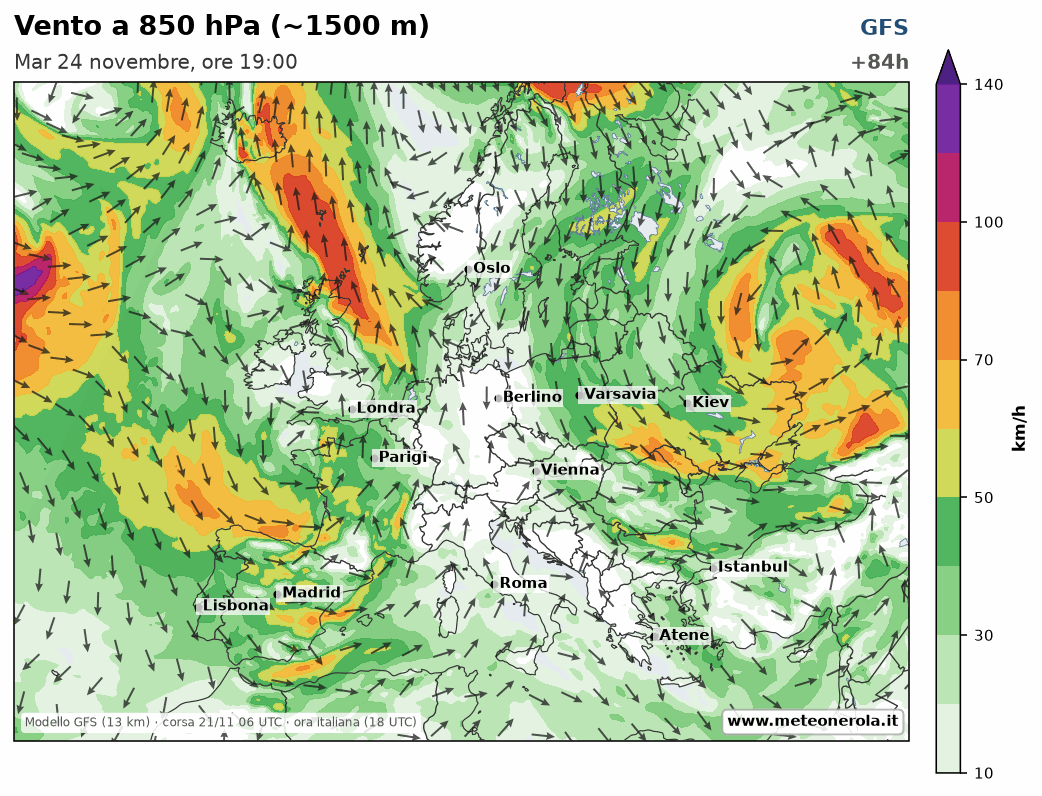 Vento a 850 hPa (~1500 m)
GFS
Mar 24 novembre, ore 19:00
+84h
140
100
70
50
30
10
km/h
Oslo
Berlino
Varsavia
Kiev
Londra
Parigi
Vienna
Istanbul
Roma
Madrid
Lisbona
Atene
Modello GFS (13 km) · corsa 21/11 06 UTC · ora italiana (18 UTC)
www.meteonerola.it